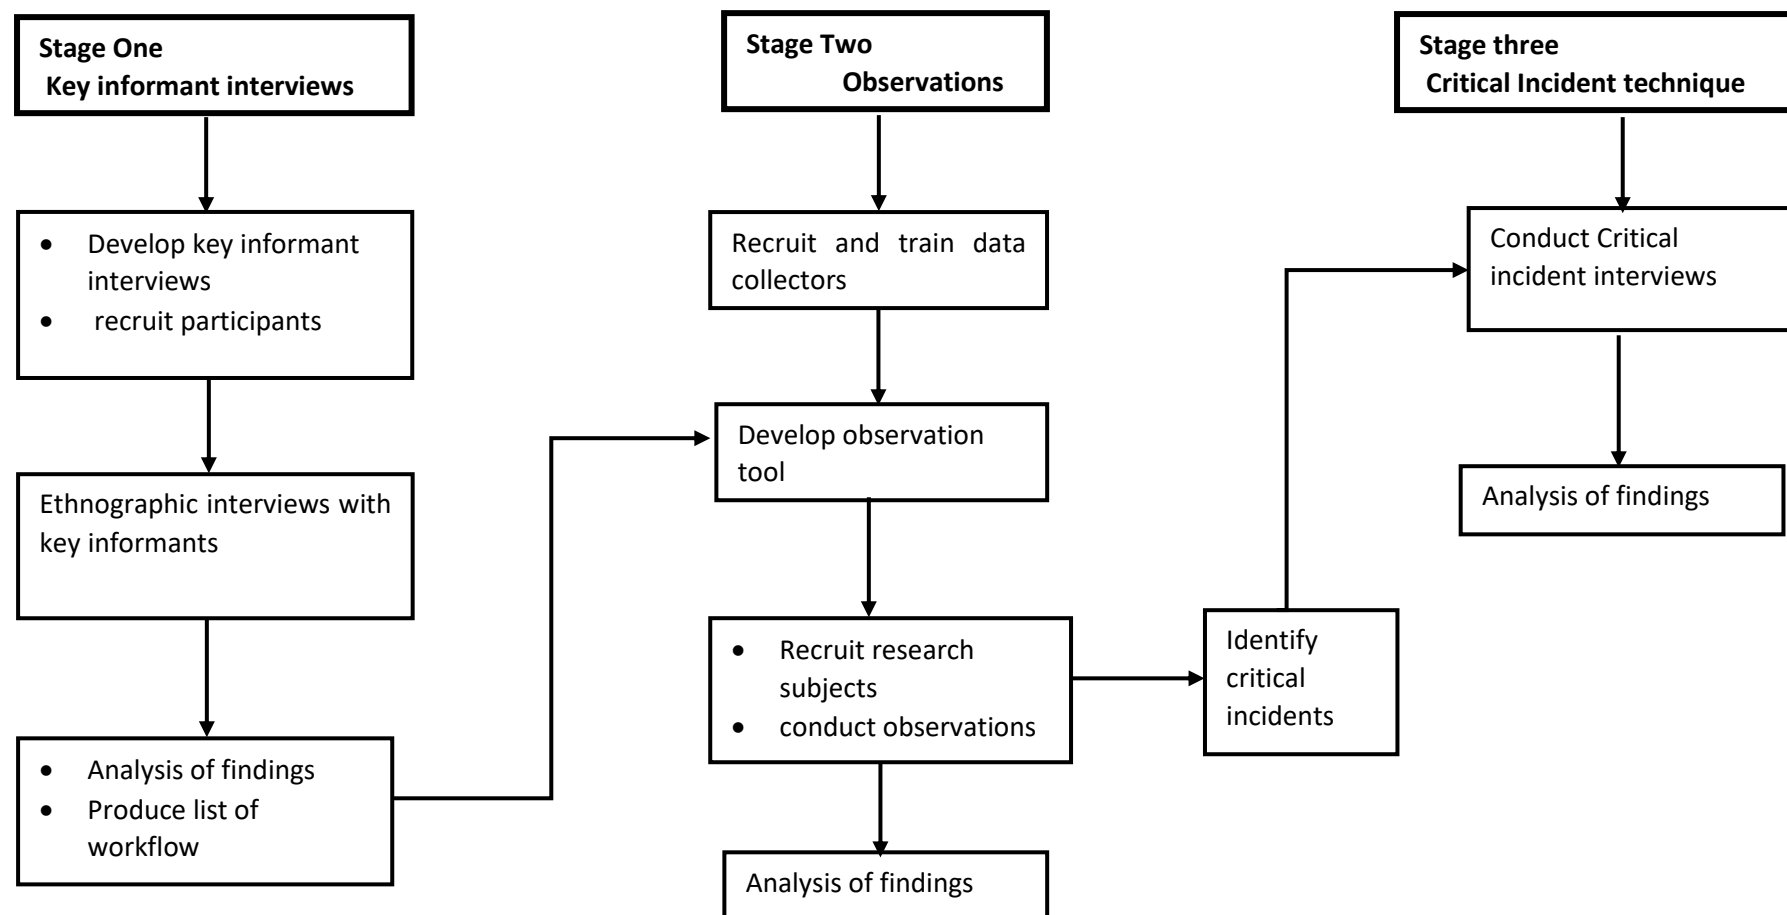 Stage One
Key informant interviews
• Develop key informant
interviews
• recruit participants
Ethnographic interviews with
key informants
• Analysis of findings
• Produce list of
workflow
Stage Two
Observations
Recruit and train data
collectors
Develop observation
tool
• Recruit research
subjects
• conduct observations
Analysis of findings
Identify
critical
incidents
Stage three
Critical Incident technique
Conduct Critical
incident interviews
Analysis of findings